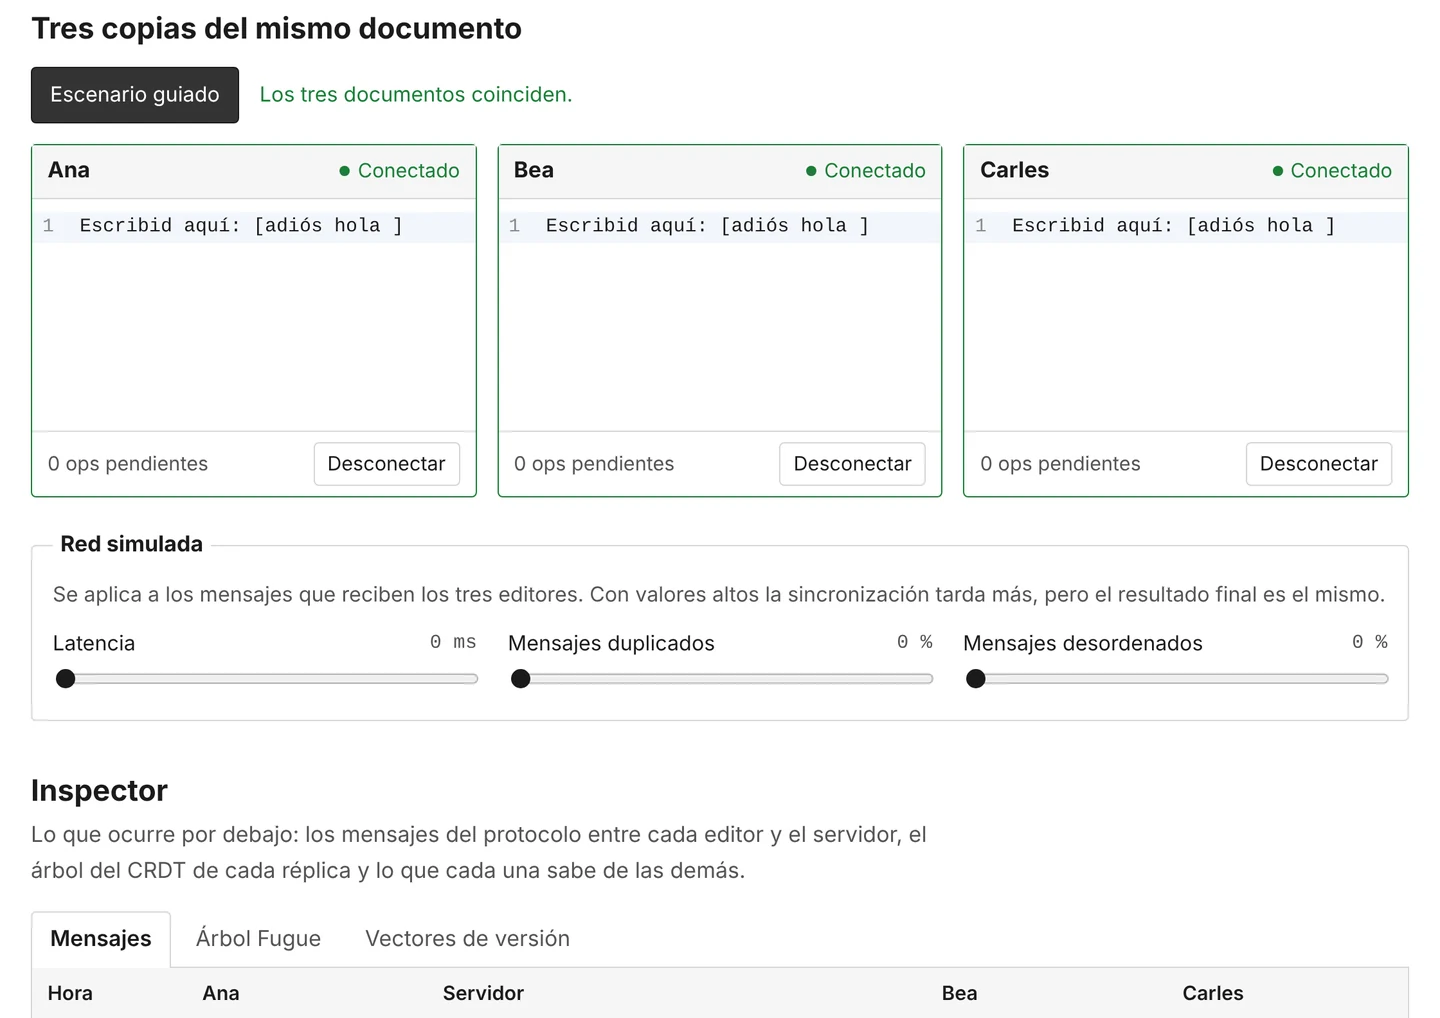 Tres copias del mismo documento
Escenario guiado
Los tres documentos coinciden.
Ana
Conectado
1 Escribid aquí: [adiós hola ]
0 ops pendientes
Desconectar
Bea
Conectado
1 Escribid aquí: [adiós hola ]
0 ops pendientes
Desconectar
Carles
Conectado
1 Escribid aquí: [adiós hola ]
0 ops pendientes
Desconectar
Red simulada
Se aplica a los mensajes que reciben los tres editores. Con valores altos la sincronización tarda más, pero el resultado final es el mismo.
Latencia 0 ms
Mensajes duplicados 0 %
Mensajes desordenados 0 %
Inspector
Lo que ocurre por debajo: los mensajes del protocolo entre cada editor y el servidor, el
árbol del CRDT de cada réplica y lo que cada una sabe de las demás.
Mensajes Árbol Fugue Vectores de versión
Hora Ana Servidor Bea Carles